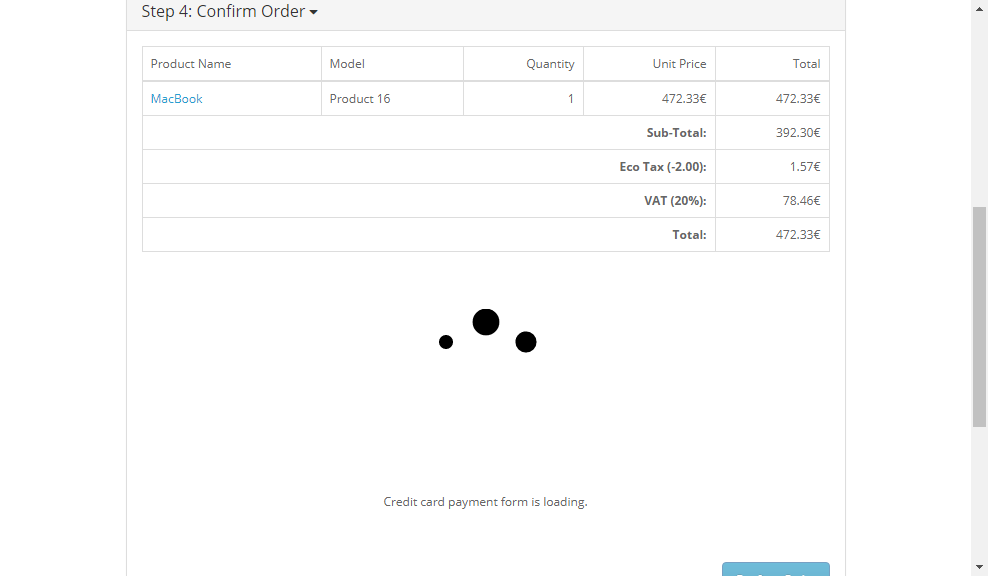 Step 4: Confirm Order
Product Name Model Quantity Unit Price Total
MacBook Product 16 1 472.33€ 472.33€
Sub-Total: 392.30€
Eco Tax (-2.00): 1.57€
VAT (20%): 78.46€
Total: 472.33€
Credit card payment form is loading.